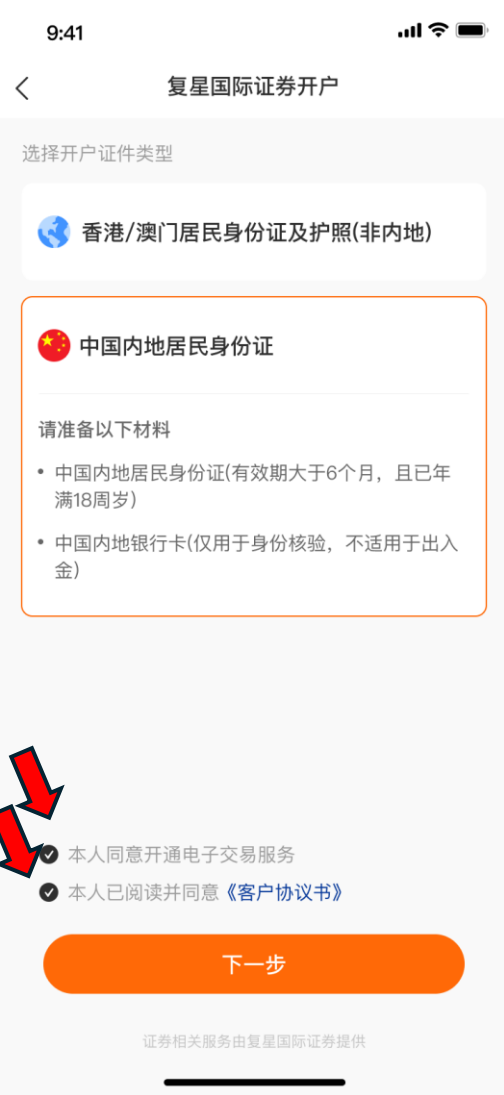 9:41
复星国际证券开户
选择开户证件类型
香港/澳门居民身份证及护照(非内地)
中国内地居民身份证
请准备以下材料
• 中国内地居民身份证(有效期大于6个月，且已年
满18周岁)
• 中国内地银行卡(仅用于身份核验，不适用于出入
金)
本人同意开通电子交易服务
本人已阅读并同意《客户协议书》
下一步
证券相关服务由复星国际证券提供